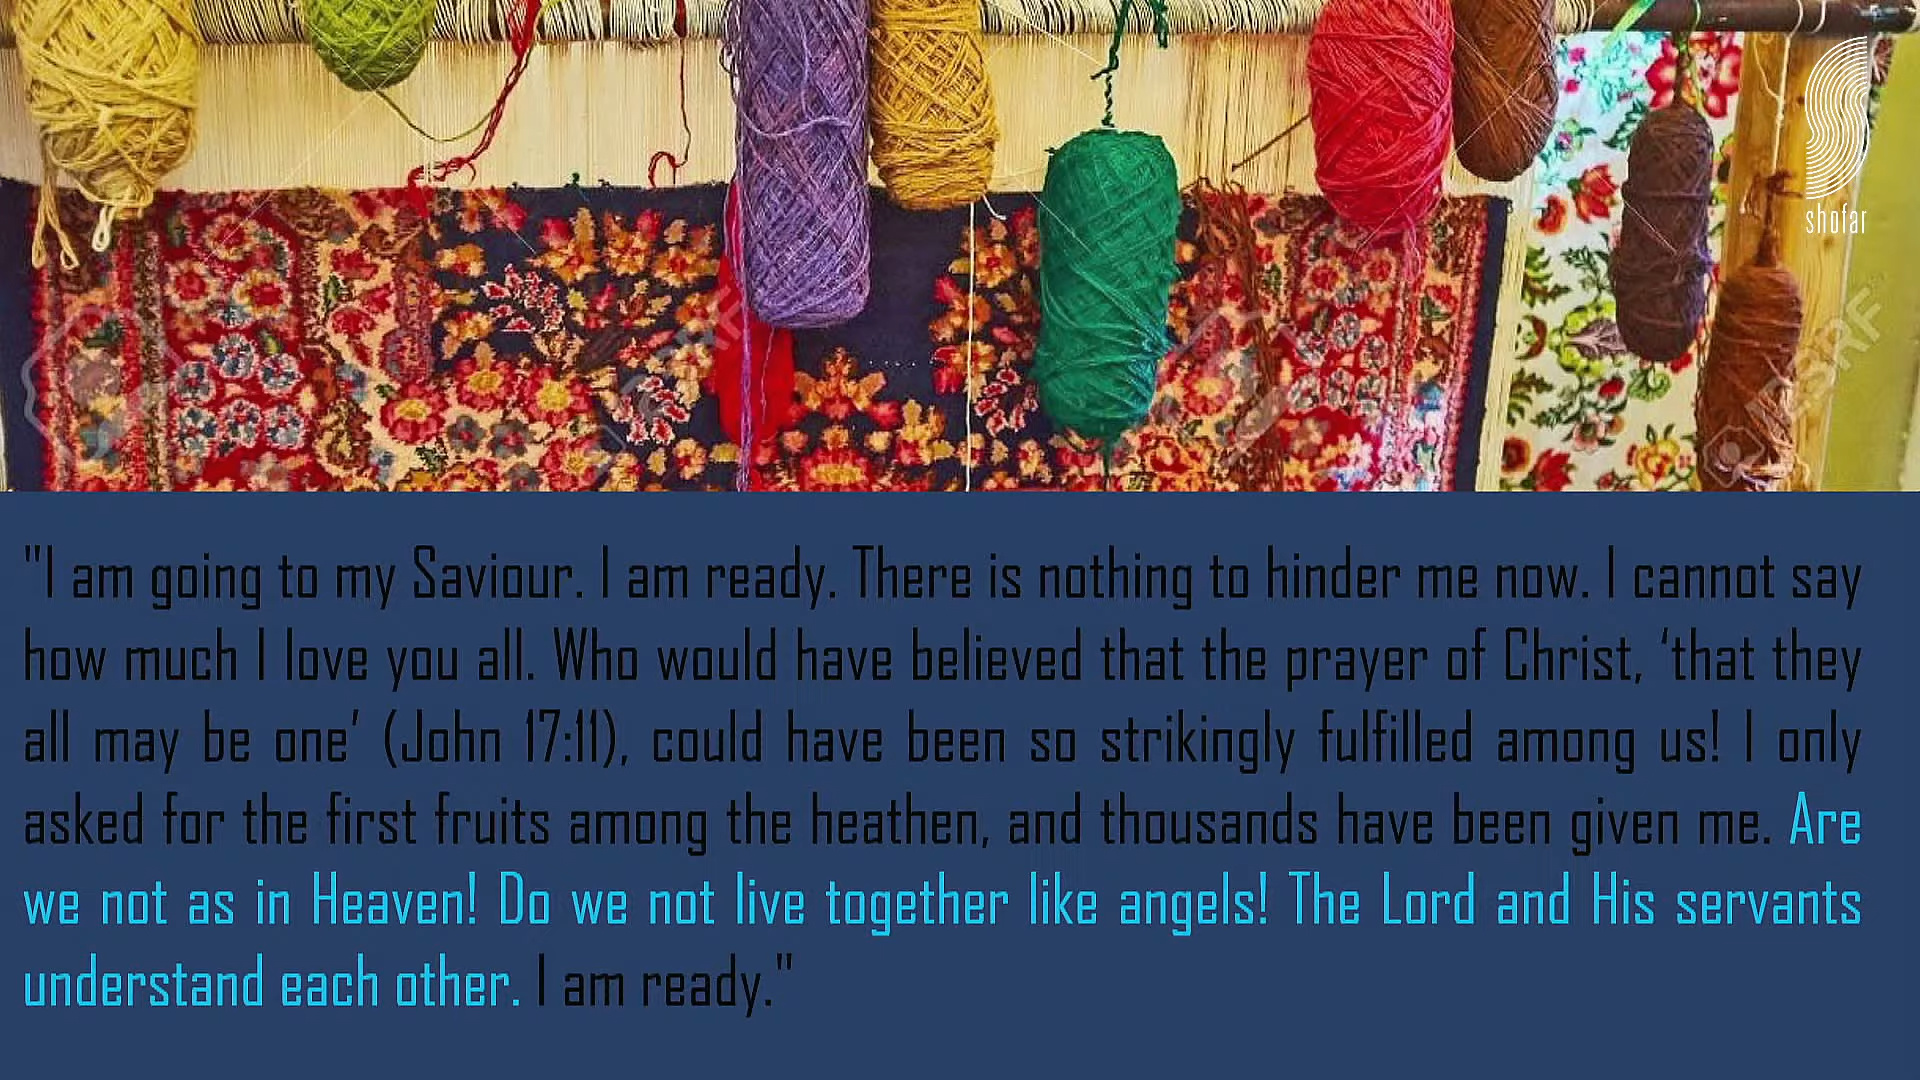 shofar
"I am going to my Saviour. I am ready. There is nothing to hinder me now. I cannot say
how much I love you all. Who would have believed that the prayer of Christ, ‘that they
all may be one’ (John 17:11), could have been so strikingly fulfilled among us! I only
asked for the first fruits among the heathen, and thousands have been given me. Are
we not as in Heaven! Do we not live together like angels! The Lord and His servants
understand each other. I am ready."